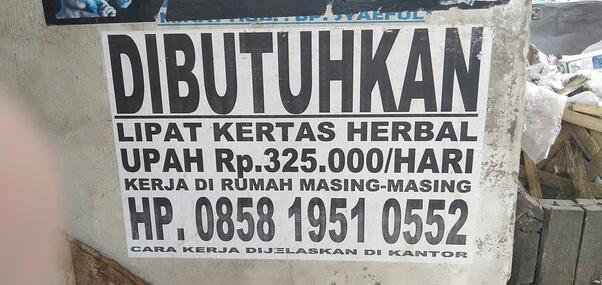 DIBUTUHKAN
LIPAT KERTAS HERBAL
UPAH Rp.325.000/HARI
KERJA DI RUMAH MASING-MASING
HP. 0858 1951 0552
CARA KERJA DIJELASKAN DI KANTOR